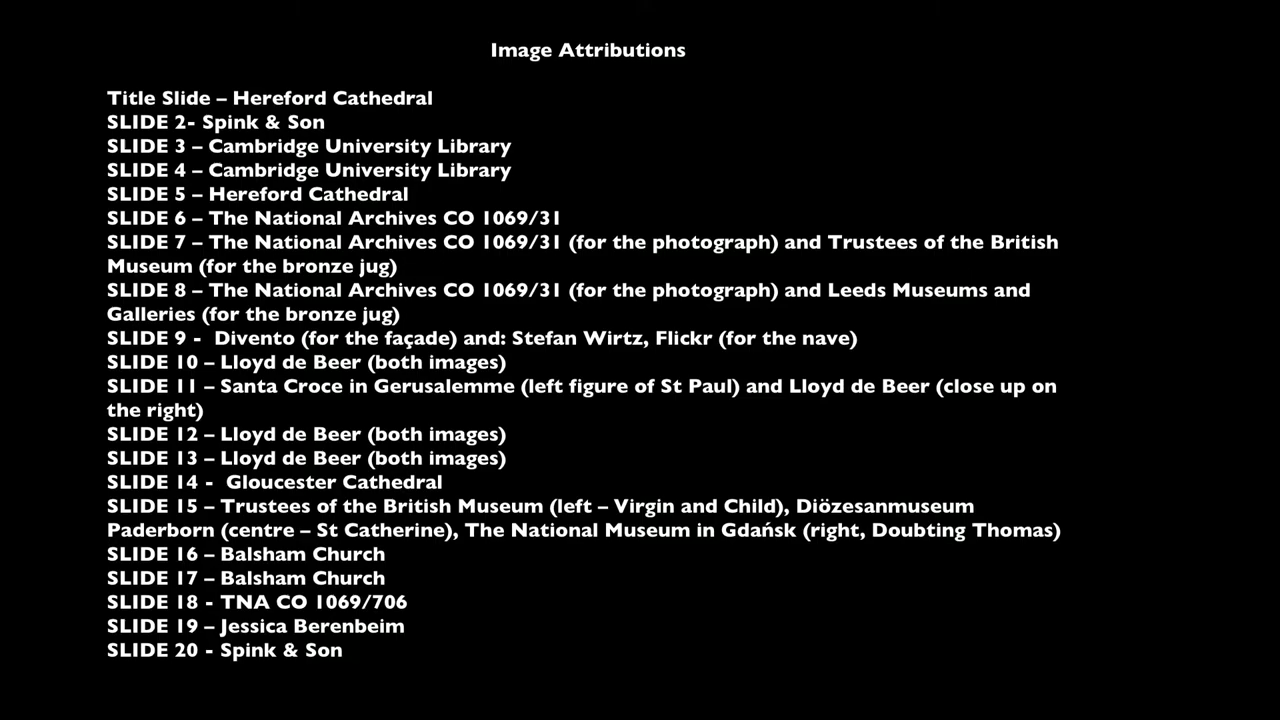 Image Attributions
Title Slide – Hereford Cathedral
SLIDE 2- Spink & Son
SLIDE 3 – Cambridge University Library
SLIDE 4 – Cambridge University Library
SLIDE 5 – Hereford Cathedral
SLIDE 6 – The National Archives CO 1069/31
SLIDE 7 – The National Archives CO 1069/31 (for the photograph) and Trustees of the British
Museum (for the bronze jug)
SLIDE 8 – The National Archives CO 1069/31 (for the photograph) and Leeds Museums and
Galleries (for the bronze jug)
SLIDE 9 -  Divento (for the façade) and: Stefan Wirtz, Flickr (for the nave)
SLIDE 10 – Lloyd de Beer (both images)
SLIDE 11 – Santa Croce in Gerusalemme (left figure of St Paul) and Lloyd de Beer (close up on
the right)
SLIDE 12 – Lloyd de Beer (both images)
SLIDE 13 – Lloyd de Beer (both images)
SLIDE 14 -  Gloucester Cathedral
SLIDE 15 – Trustees of the British Museum (left – Virgin and Child), Diözesanmuseum
Paderborn (centre – St Catherine), The National Museum in Gdańsk (right, Doubting Thomas)
SLIDE 16 – Balsham Church
SLIDE 17 – Balsham Church
SLIDE 18 - TNA CO 1069/706
SLIDE 19 – Jessica Berenbeim
SLIDE 20 - Spink & Son